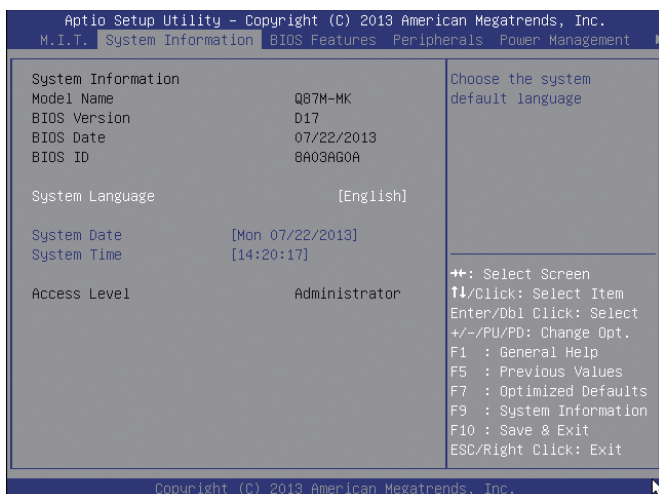 Aptio Setup Utility – Copyright (C) 2013 American Megatrends, Inc.
M.I.T. System Information BIOS Features Peripherals Power Management
System Information
Model Name Q87M-MK
BIOS Version D17
BIOS Date 07/22/2013
BIOS ID 8A03AG0A
System Language [English]
System Date [Mon 07/22/2013]
System Time [14:20:17]
Access Level Administrator
Choose the system
default language
→←: Select Screen
↑↓/Click: Select Item
Enter/Dbl Click: Select
+/-/PU/PD: Change Opt.
F1 : General Help
F5 : Previous Values
F7 : Optimized Defaults
F9 : System Information
F10 : Save & Exit
ESC/Right Click: Exit
Copyright (C) 2013 American Megatrends, Inc.